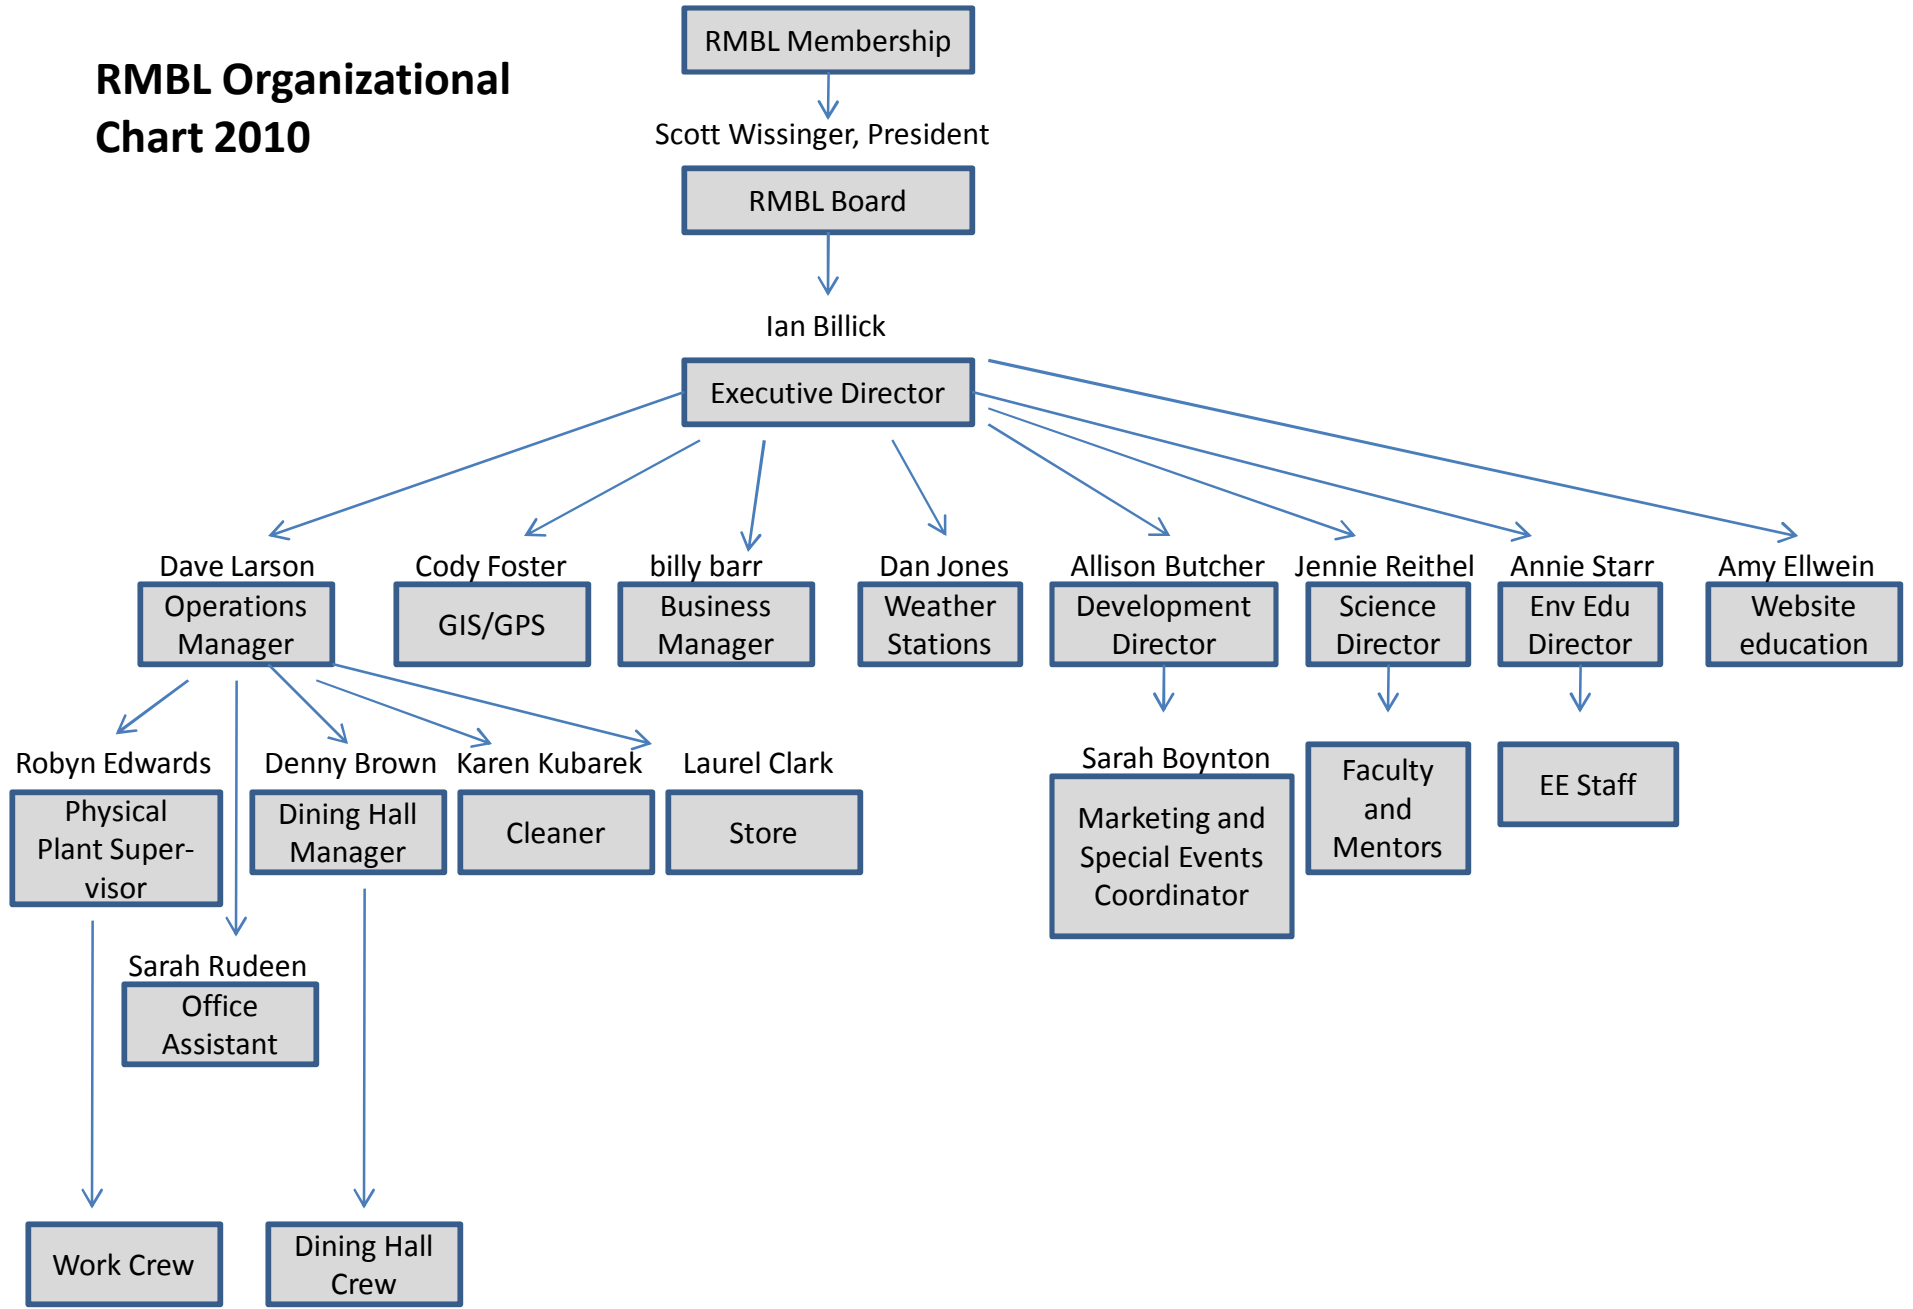 RMBL Organizational
Chart 2010
RMBL Membership
Scott Wissinger, President
RMBL Board
Ian Billick
Executive Director
Dave Larson
Operations
Manager
Cody Foster
GIS/GPS
billy barr
Business
Manager
Dan Jones
Weather
Stations
Allison Butcher
Development
Director
Jennie Reithel
Science
Director
Annie Starr
Env Edu
Director
Amy Ellwein
Website
education
Robyn Edwards
Physical
Plant Super-
visor
Denny Brown
Dining Hall
Manager
Karen Kubarek
Cleaner
Laurel Clark
Store
Sarah Boynton
Marketing and
Special Events
Coordinator
Faculty
and
Mentors
EE Staff
Sarah Rudeen
Office
Assistant
Work Crew
Dining Hall
Crew